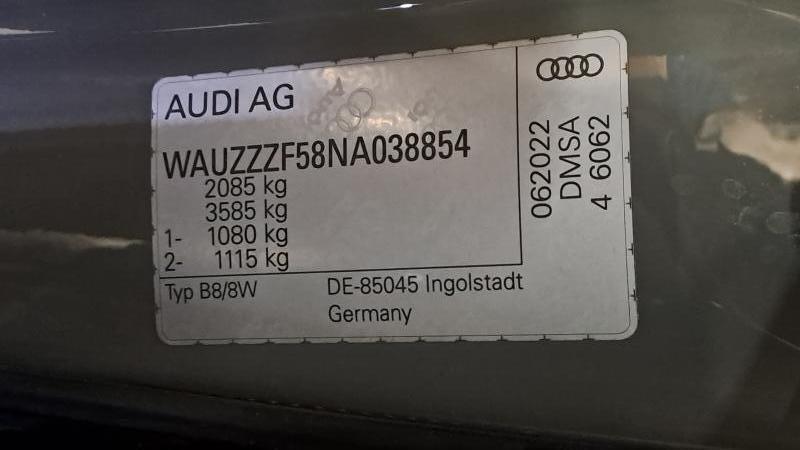 AUDI AG
WAUZZZF58NA038854
2085 kg
3585 kg
1- 1080 kg
2- 1115 kg
Typ B8/8W
DE-85045 Ingolstadt
Germany
062022
DMSA
4 6062